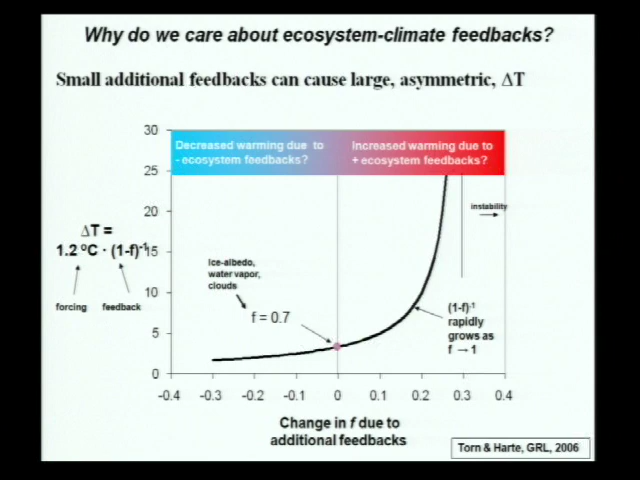 Why do we care about ecosystem-climate feedbacks?
Small additional feedbacks can cause large, asymmetric, ΔT
Decreased warming due to
- ecosystem feedbacks?
Increased warming due to
+ ecosystem feedbacks?
30
25
20
15
10
5
0
instability
ΔT =
1.2 ºC · (1-f)⁻¹
forcing
feedback
Ice-albedo,
water vapor,
clouds
f = 0.7
(1-f)⁻¹
rapidly
grows as
f → 1
-0.4
-0.3
-0.2
-0.1
0
0.1
0.2
0.3
0.4
Change in f due to
additional feedbacks
Torn & Harte, GRL, 2006